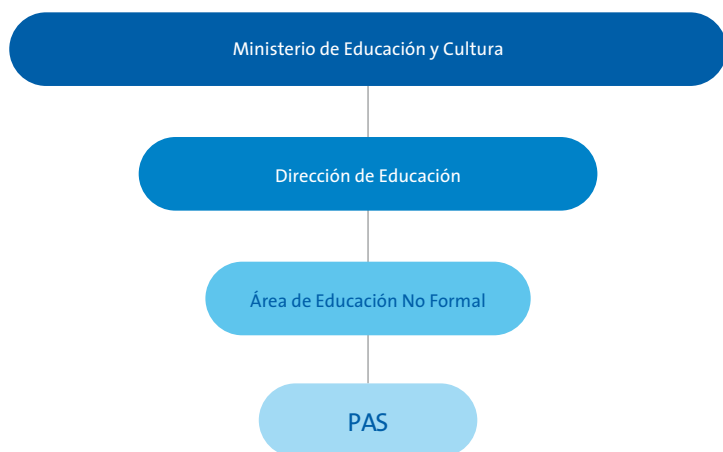 Ministerio de Educación y Cultura
Dirección de Educación
Área de Educación No Formal
PAS